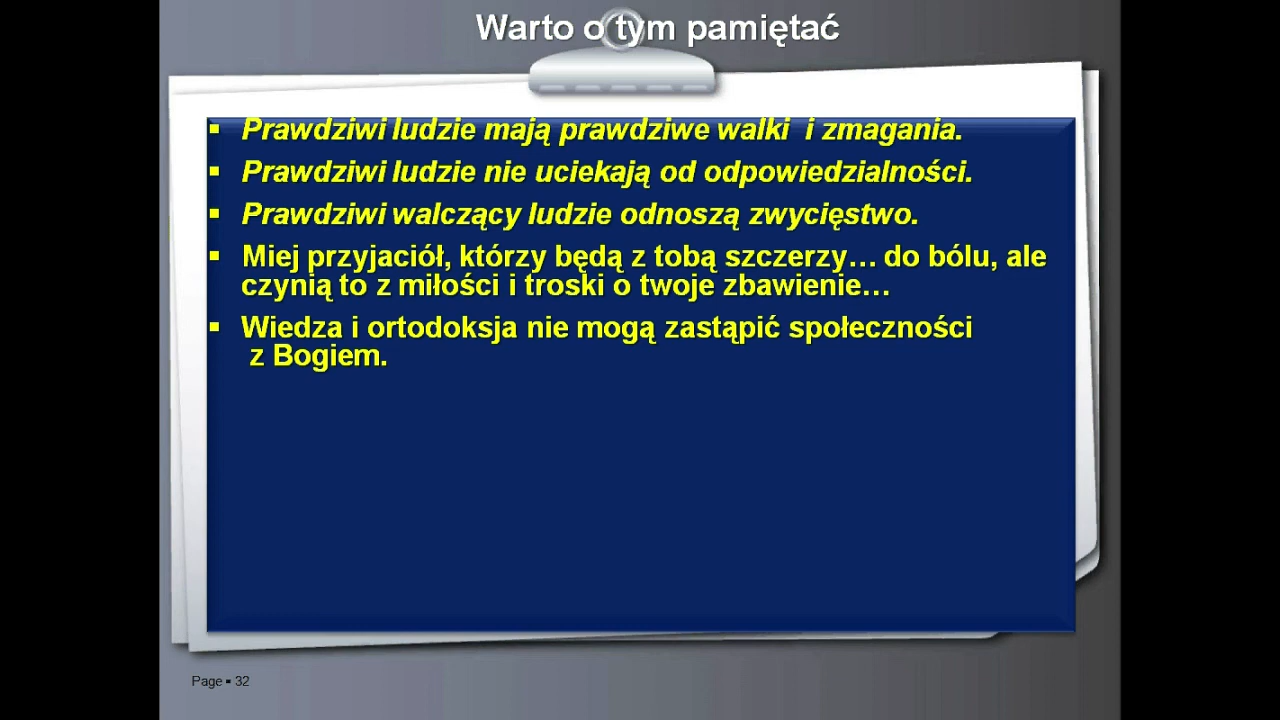 Warto o tym pamiętać
▪ Prawdziwi ludzie mają prawdziwe walki i zmagania.
▪ Prawdziwi ludzie nie uciekają od odpowiedzialności.
▪ Prawdziwi walczący ludzie odnoszą zwycięstwo.
▪ Miej przyjaciół, którzy będą z tobą szczerzy… do bólu, ale
czynią to z miłości i troski o twoje zbawienie…
▪ Wiedza i ortodoksja nie mogą zastąpić społeczności
z Bogiem.
Page ▪ 32